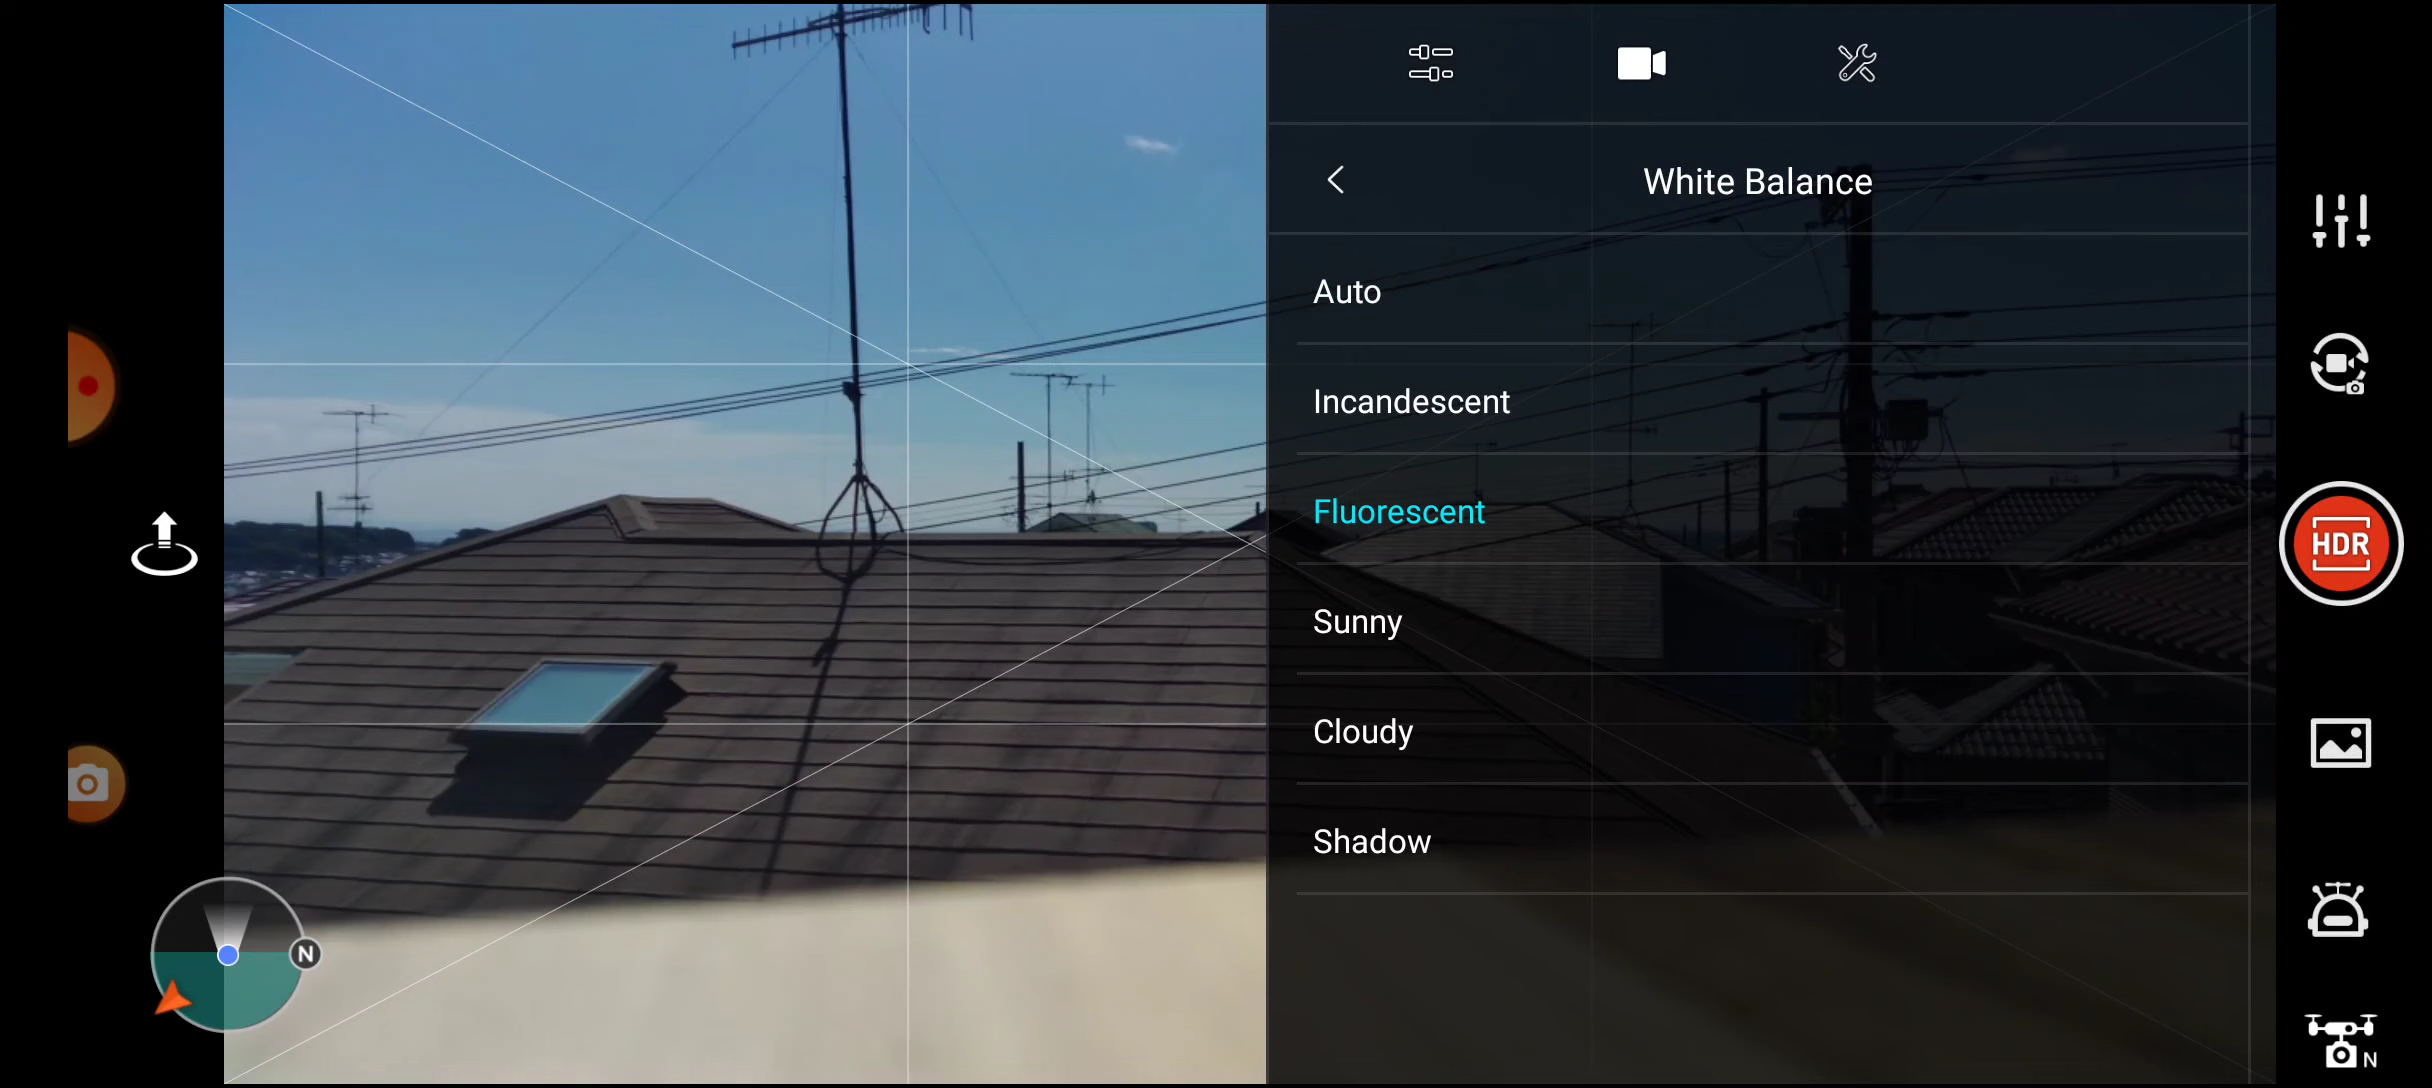 White Balance
Auto
Incandescent
Fluorescent
Sunny
Cloudy
Shadow
HDR
N
N